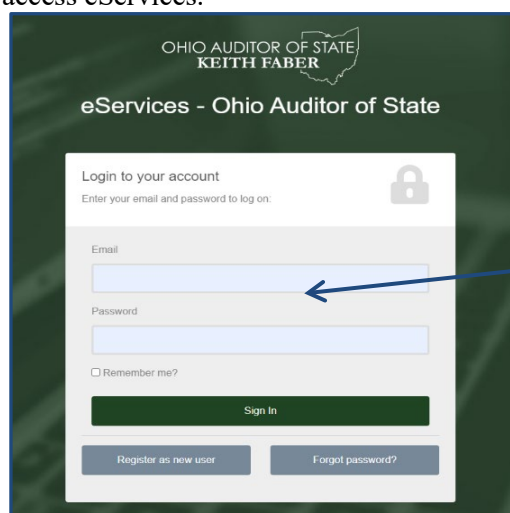 access eServices.
OHIO AUDITOR OF STATE
KEITH FABER
eServices - Ohio Auditor of State
Login to your account
Enter your email and password to log on:
Email
Password
Remember me?
Sign In
Register as new user Forgot password?